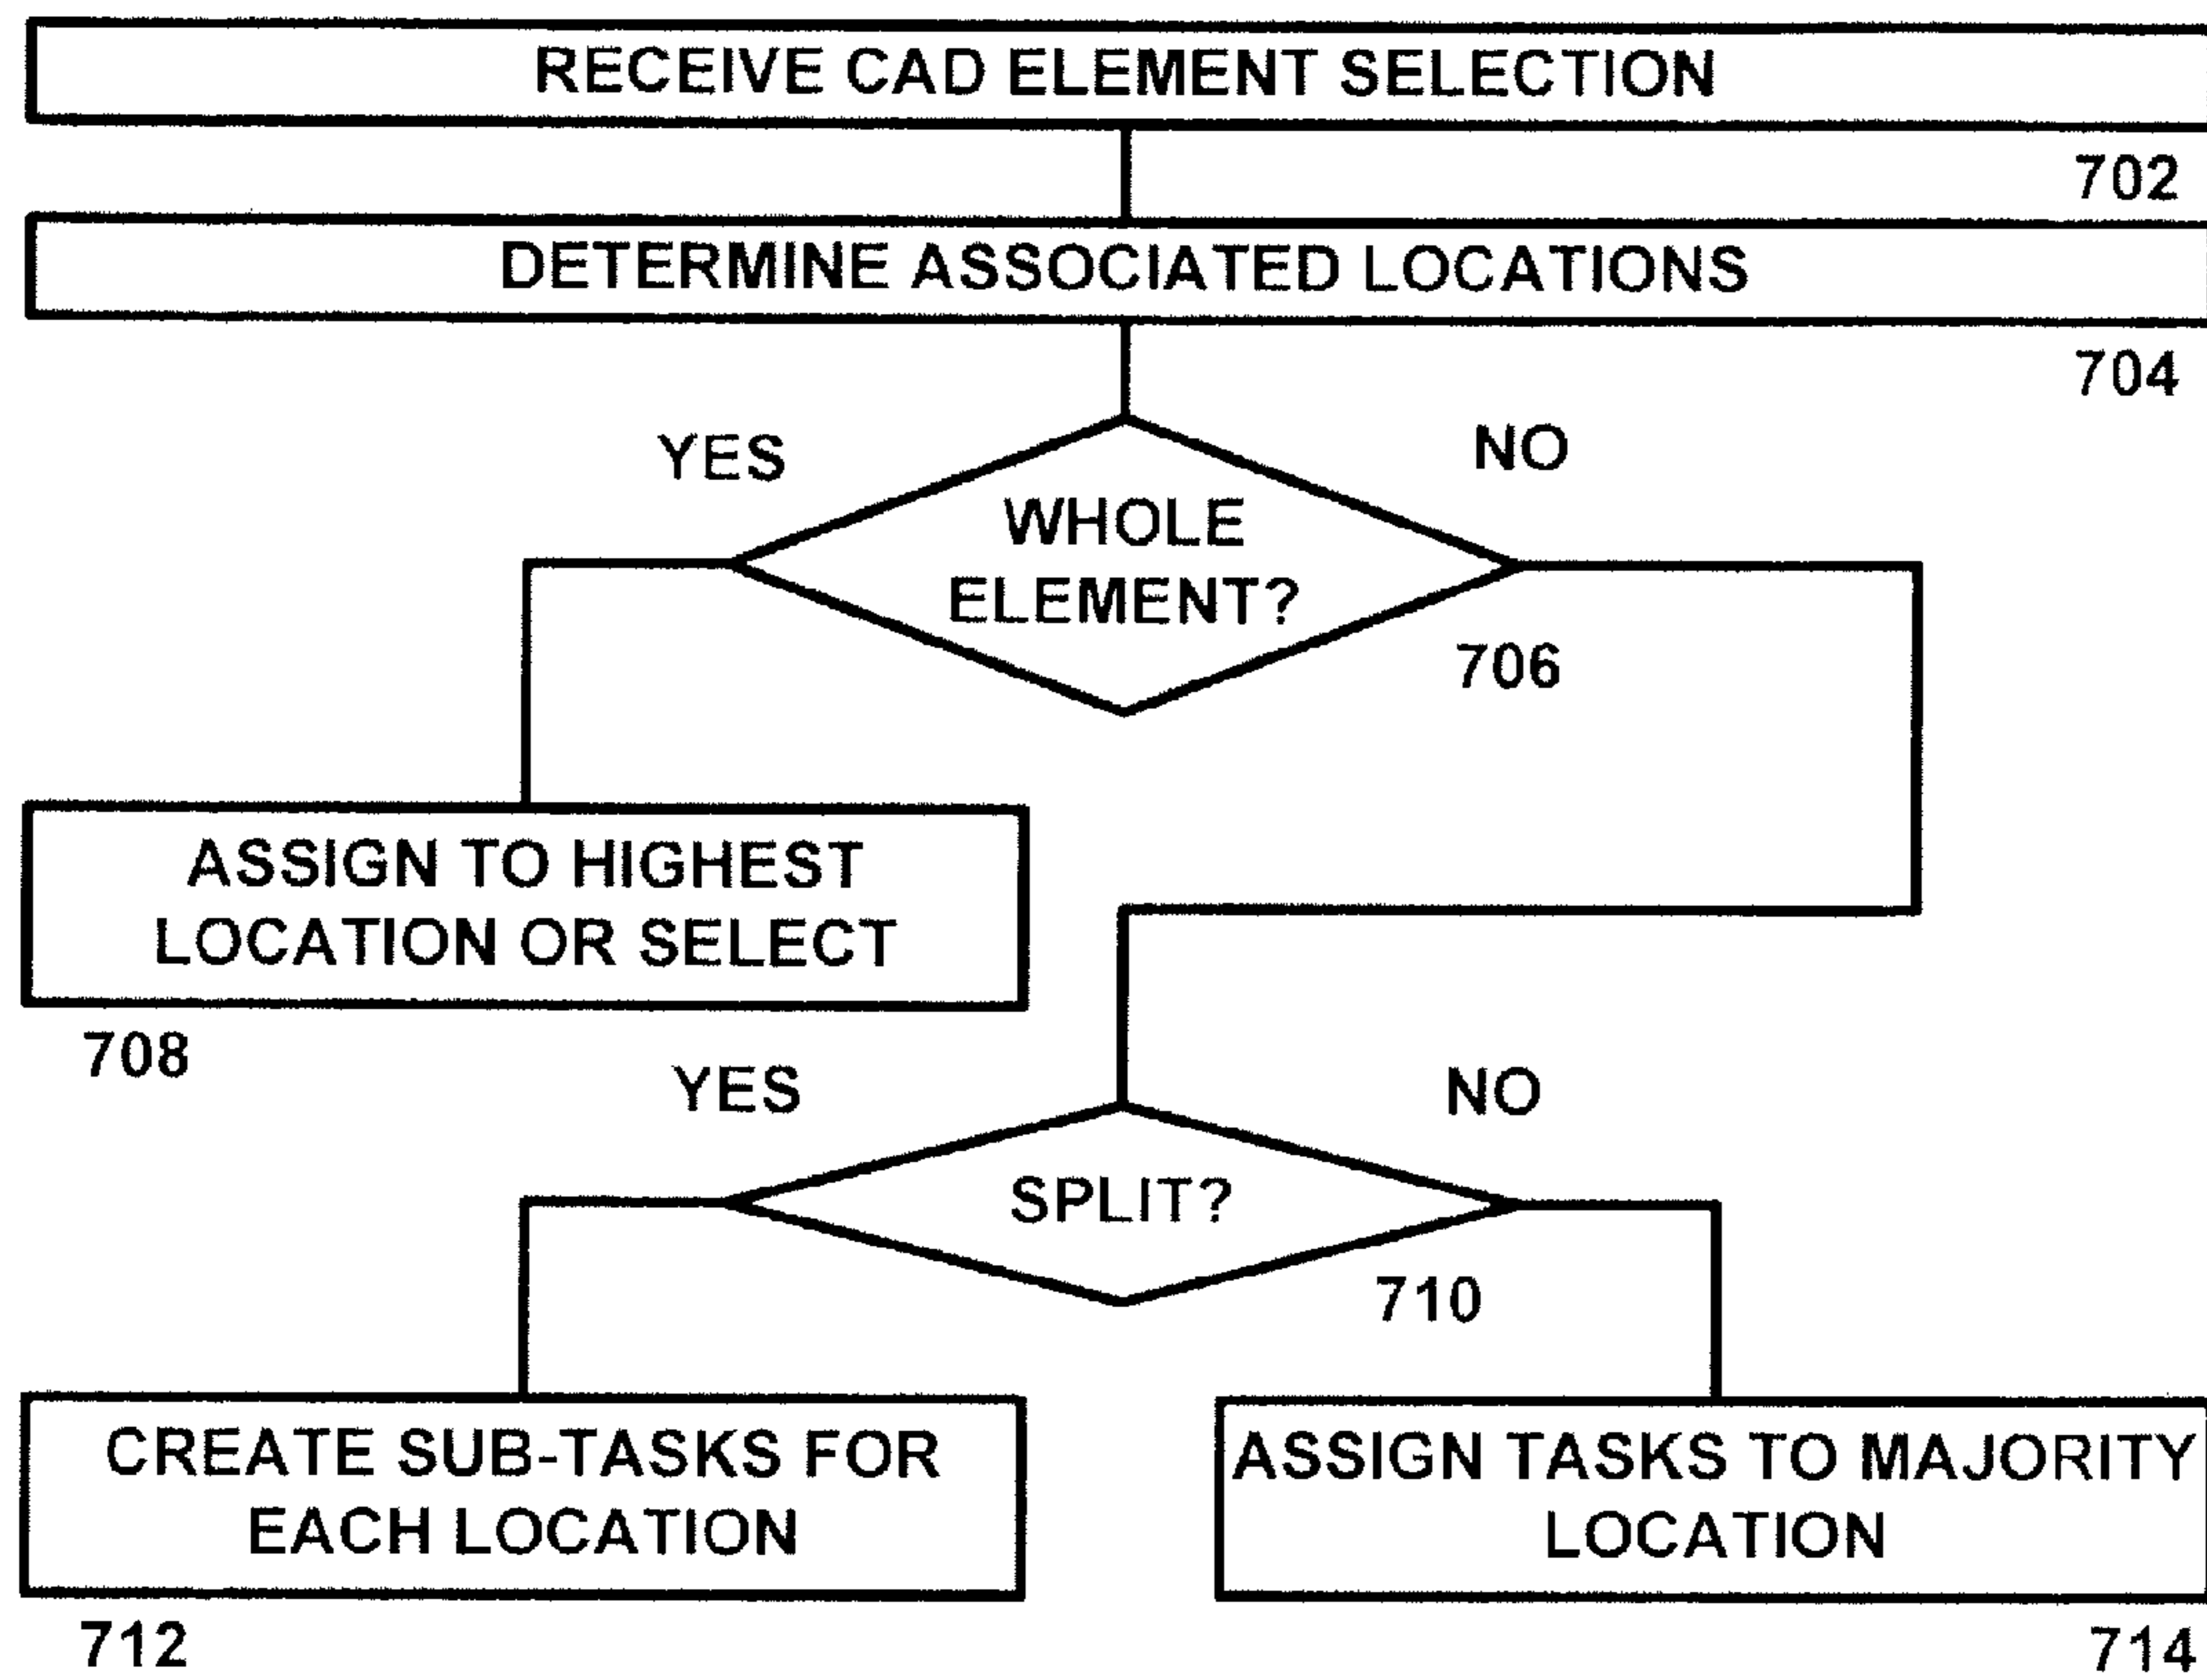 RECEIVE CAD ELEMENT SELECTION
702
DETERMINE ASSOCIATED LOCATIONS
704
YES
NO
WHOLE
ELEMENT?
706
ASSIGN TO HIGHEST
LOCATION OR SELECT
708
YES
NO
SPLIT?
710
CREATE SUB-TASKS FOR
EACH LOCATION
712
ASSIGN TASKS TO MAJORITY
LOCATION
714